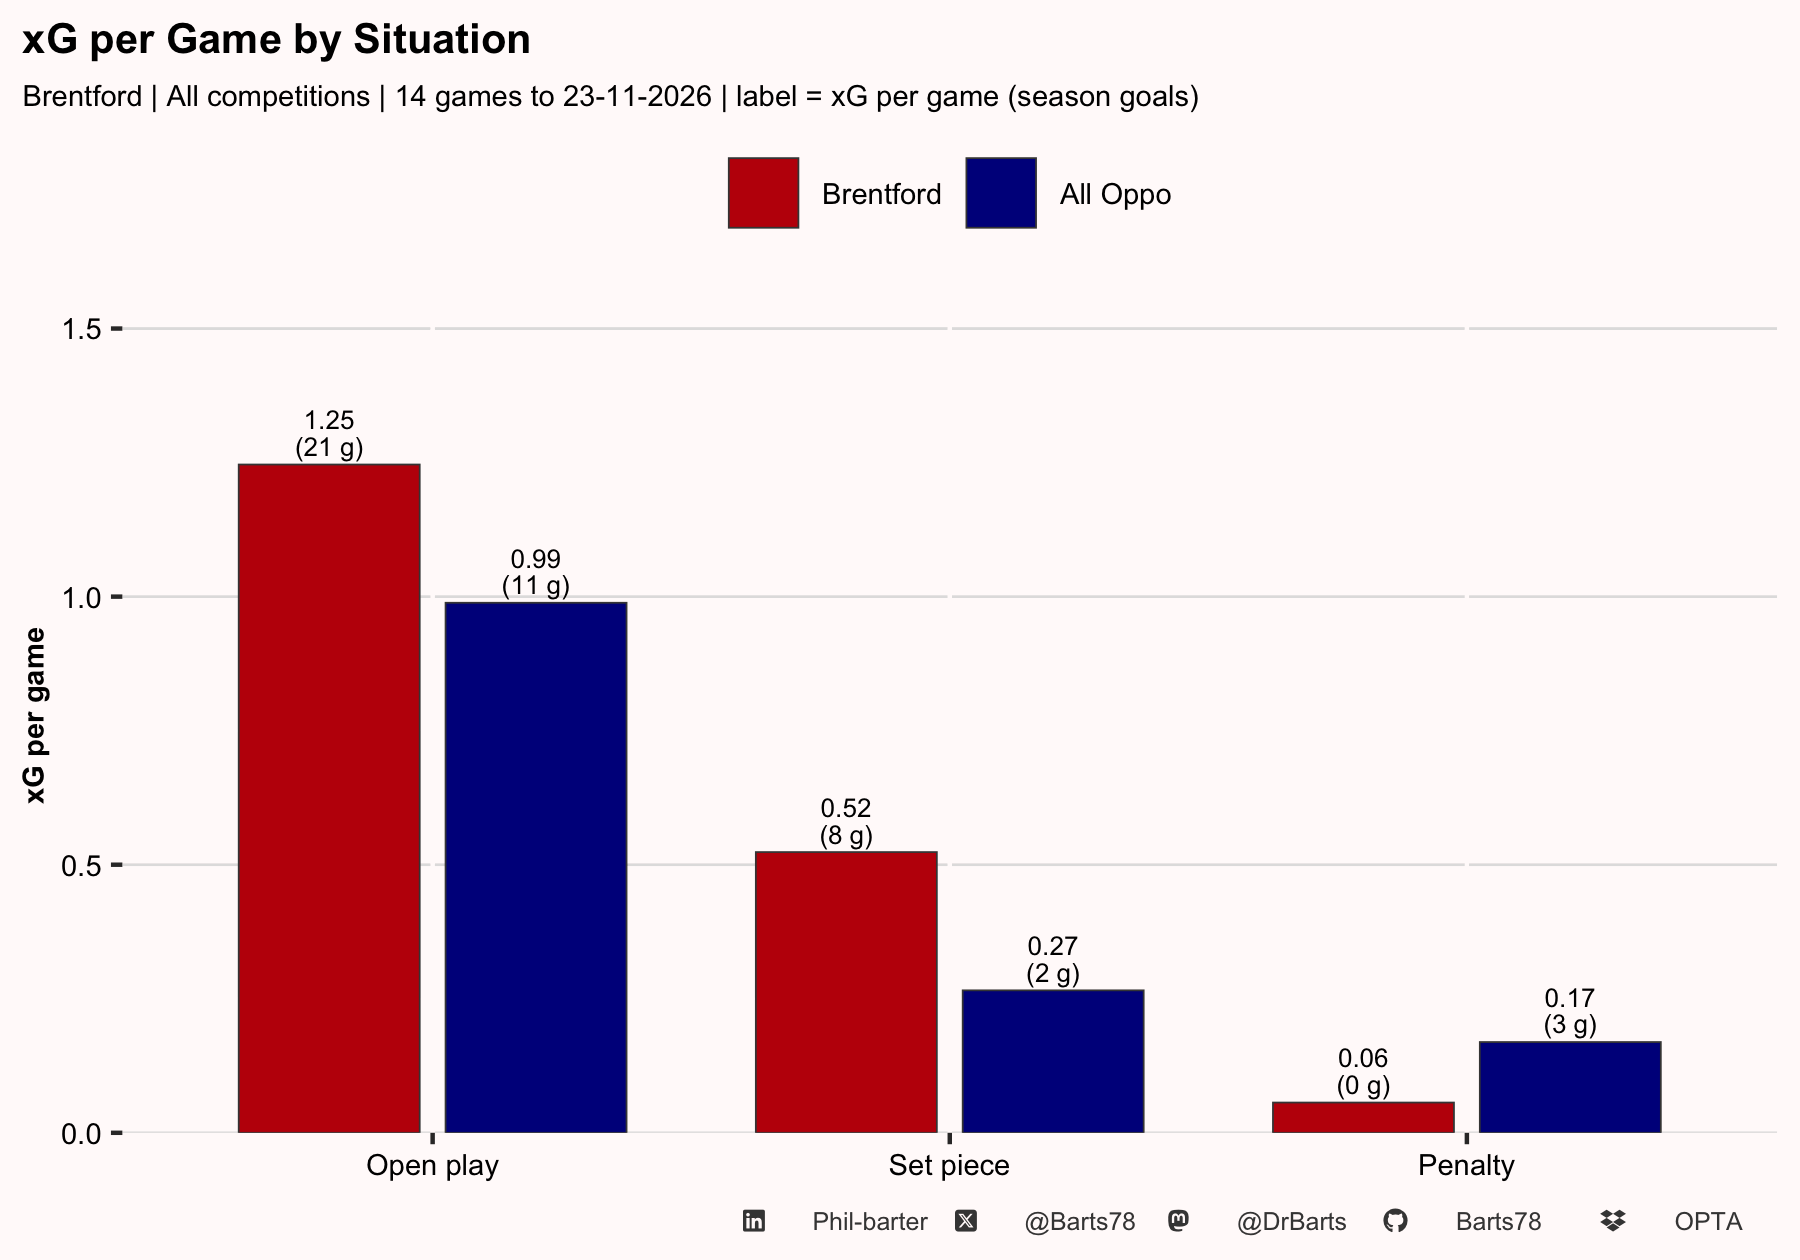 xG per Game by Situation
Brentford | All competitions | 14 games to 23-11-2026 | label = xG per game (season goals)
Brentford All Oppo
1.5
1.25
(21 g)
0.99
(11 g)
1.0
xG per game
0.52
(8 g)
0.5
0.27
(2 g)
0.17
(3 g)
0.06
(0 g)
0.0
Open play Set piece Penalty
Phil-barter @Barts78 @DrBarts Barts78 OPTA